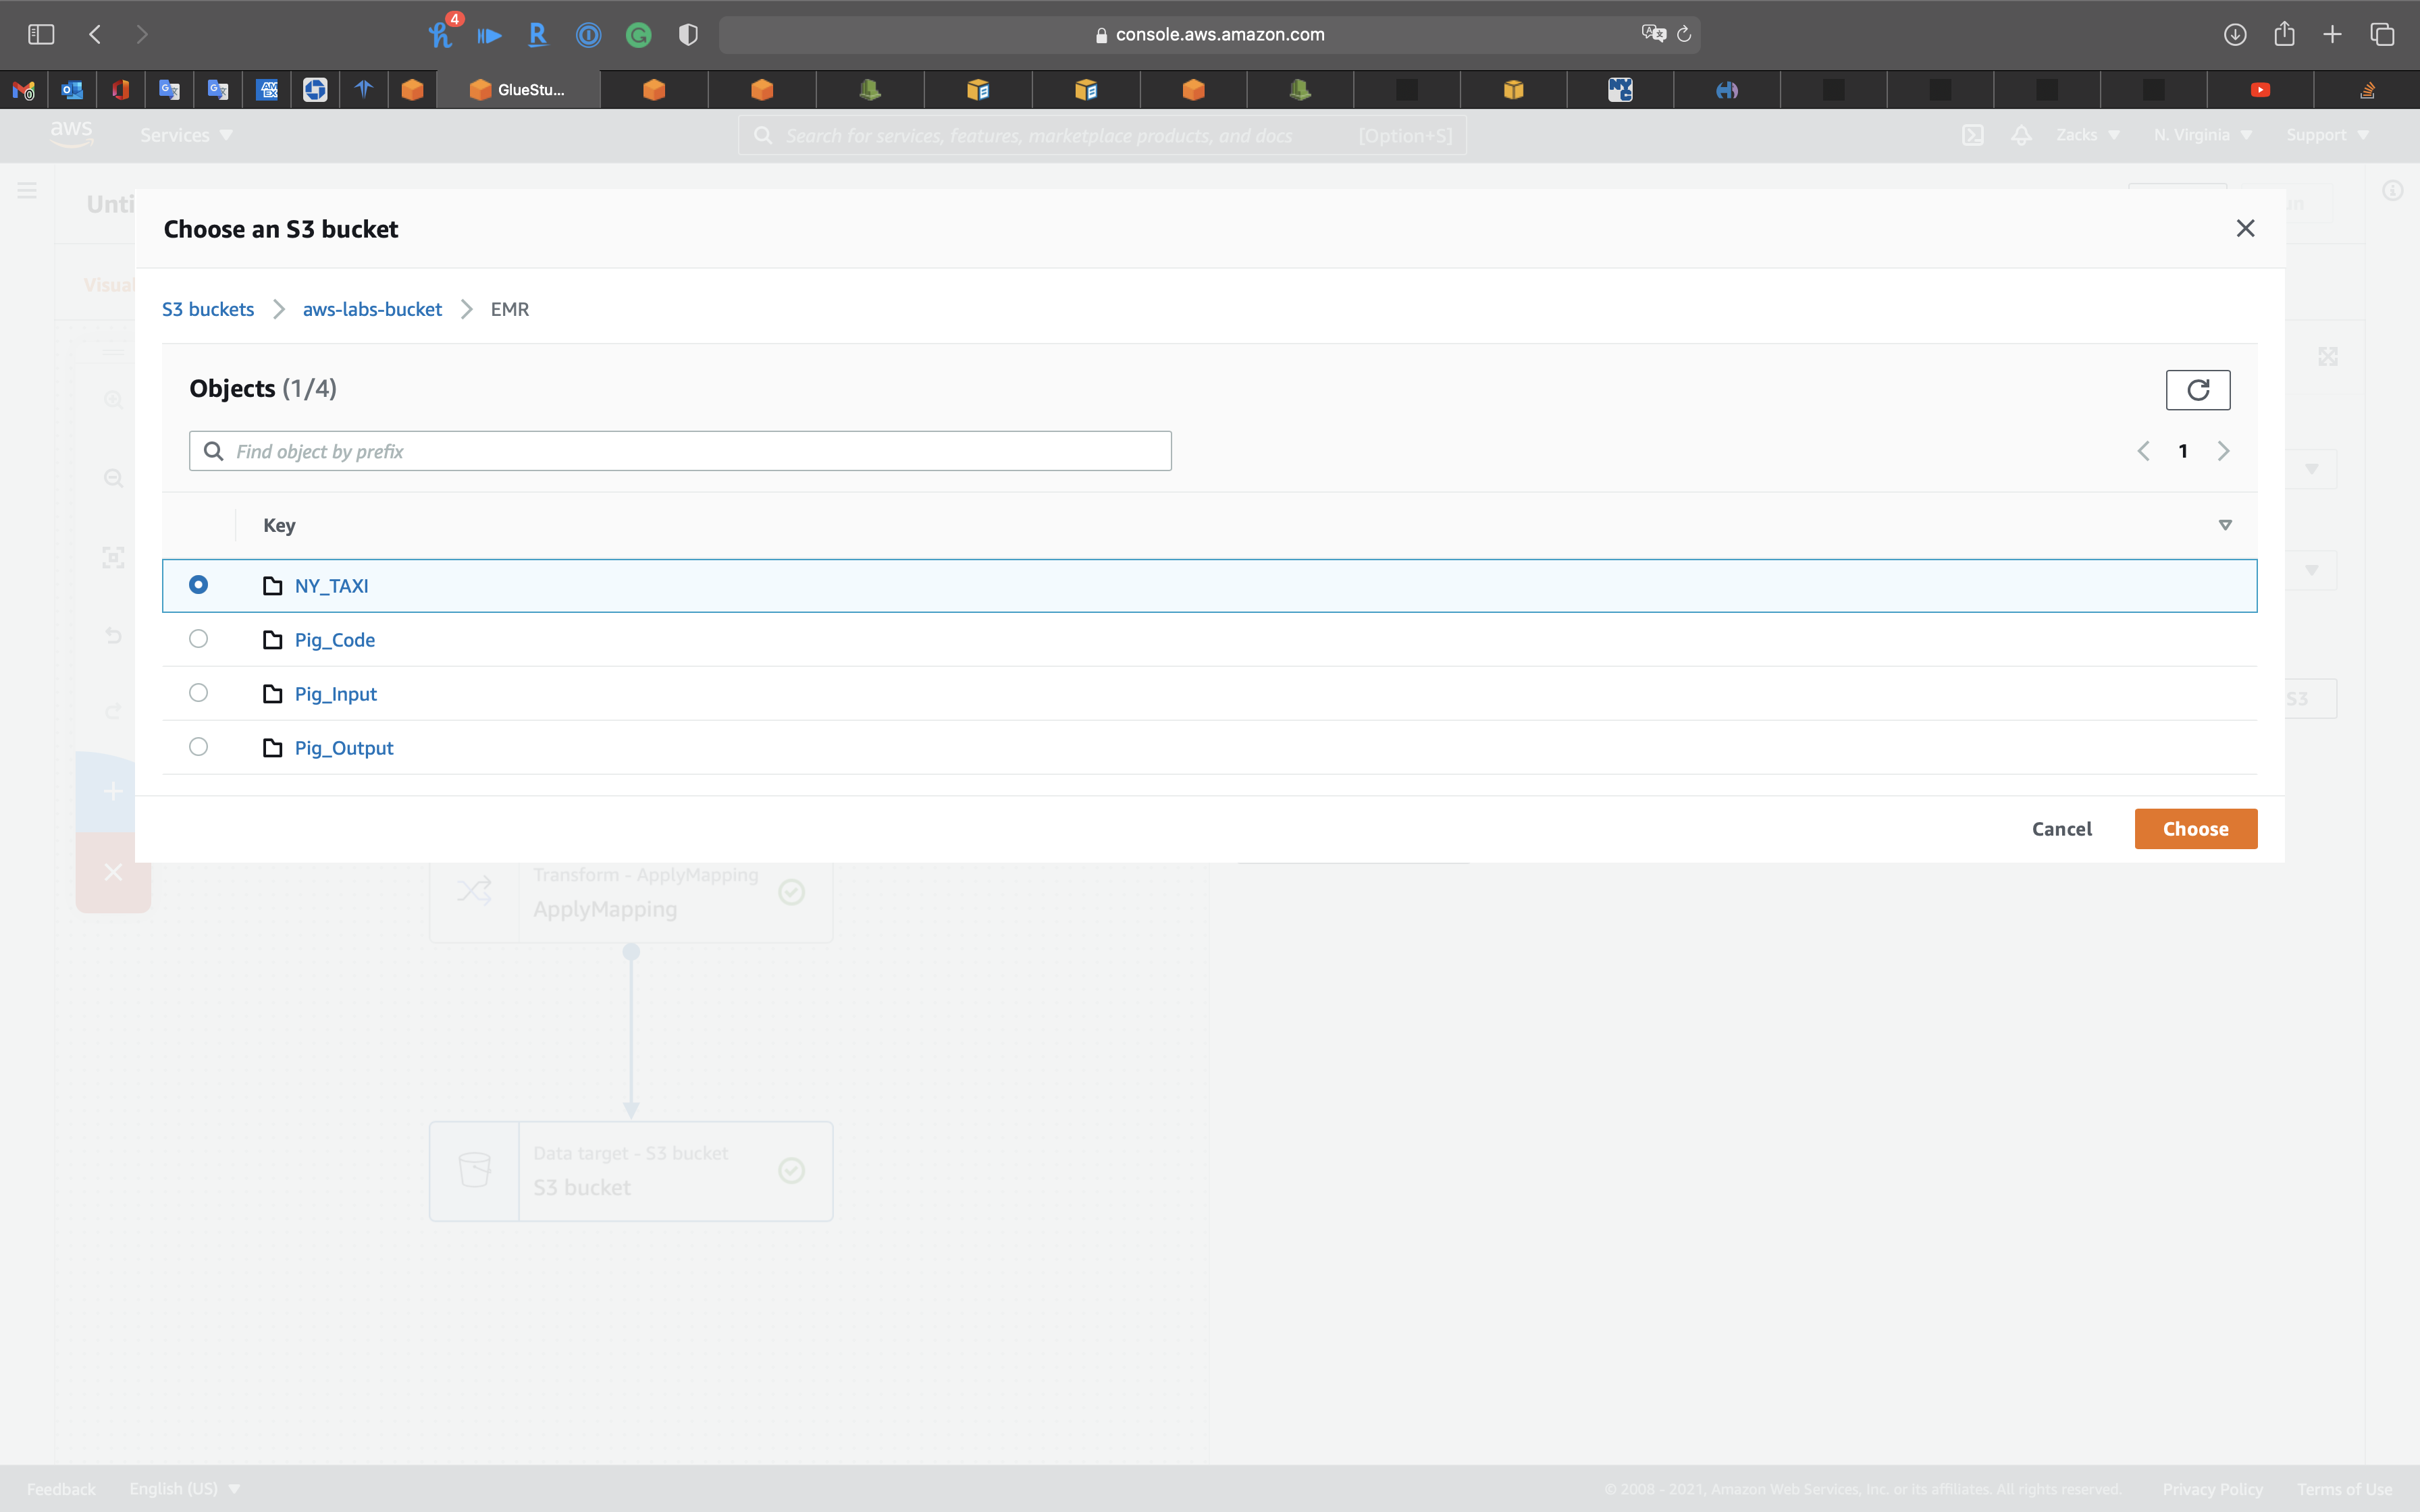 4
console.aws.amazon.com
GlueStu...
aws
Services
Search for services, features, marketplace products, and docs [Option+S]
Zacks
N. Virginia
Support
Unti
Choose an S3 bucket
Visual
S3 buckets
aws-labs-bucket
EMR
Objects (1/4)
Find object by prefix
1
Key
NY_TAXI
Pig_Code
Pig_Input
Pig_Output
S3
Cancel
Choose
Transform - ApplyMapping
ApplyMapping
Data target - S3 bucket
S3 bucket
Feedback
English (US)
© 2008 - 2021, Amazon Web Services, Inc. or its affiliates. All rights reserved.
Privacy Policy
Terms of Use